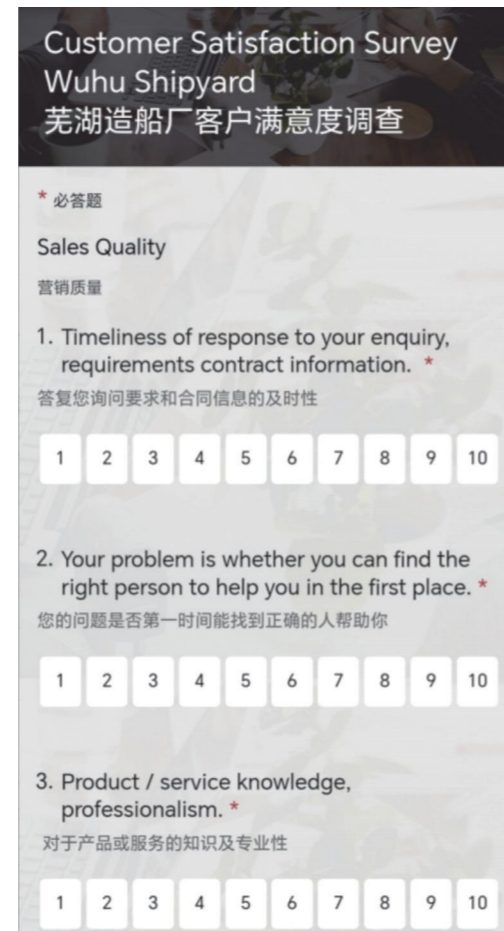 Customer Satisfaction Survey
Wuhu Shipyard
芜湖造船厂客户满意度调查
* 必答题
Sales Quality
营销质量
1. Timeliness of response to your enquiry,
requirements contract information. *
答复您询问要求和合同信息的及时性
1 2 3 4 5 6 7 8 9 10
2. Your problem is whether you can find the
right person to help you in the first place. *
您的问题是否第一时间能找到正确的人帮助你
1 2 3 4 5 6 7 8 9 10
3. Product / service knowledge,
professionalism. *
对于产品或服务的知识及专业性
1 2 3 4 5 6 7 8 9 10